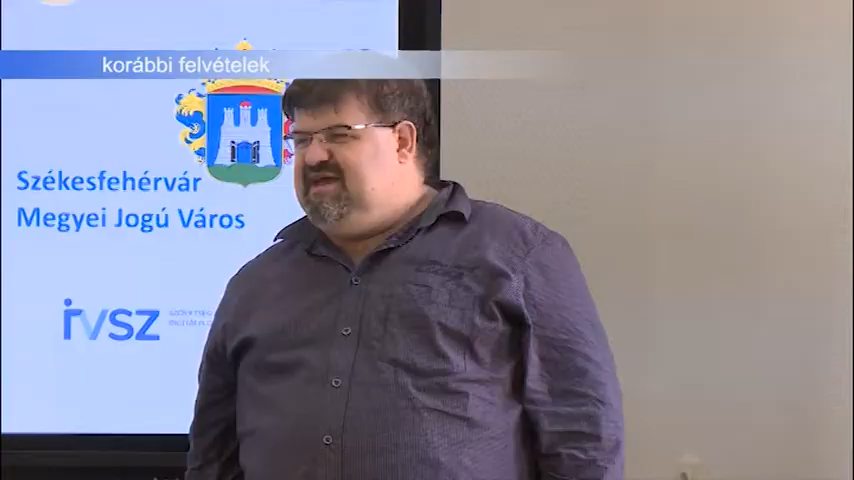 korábbi felvételek
Székesfehérvár
Megyei Jogú Város
ivsz